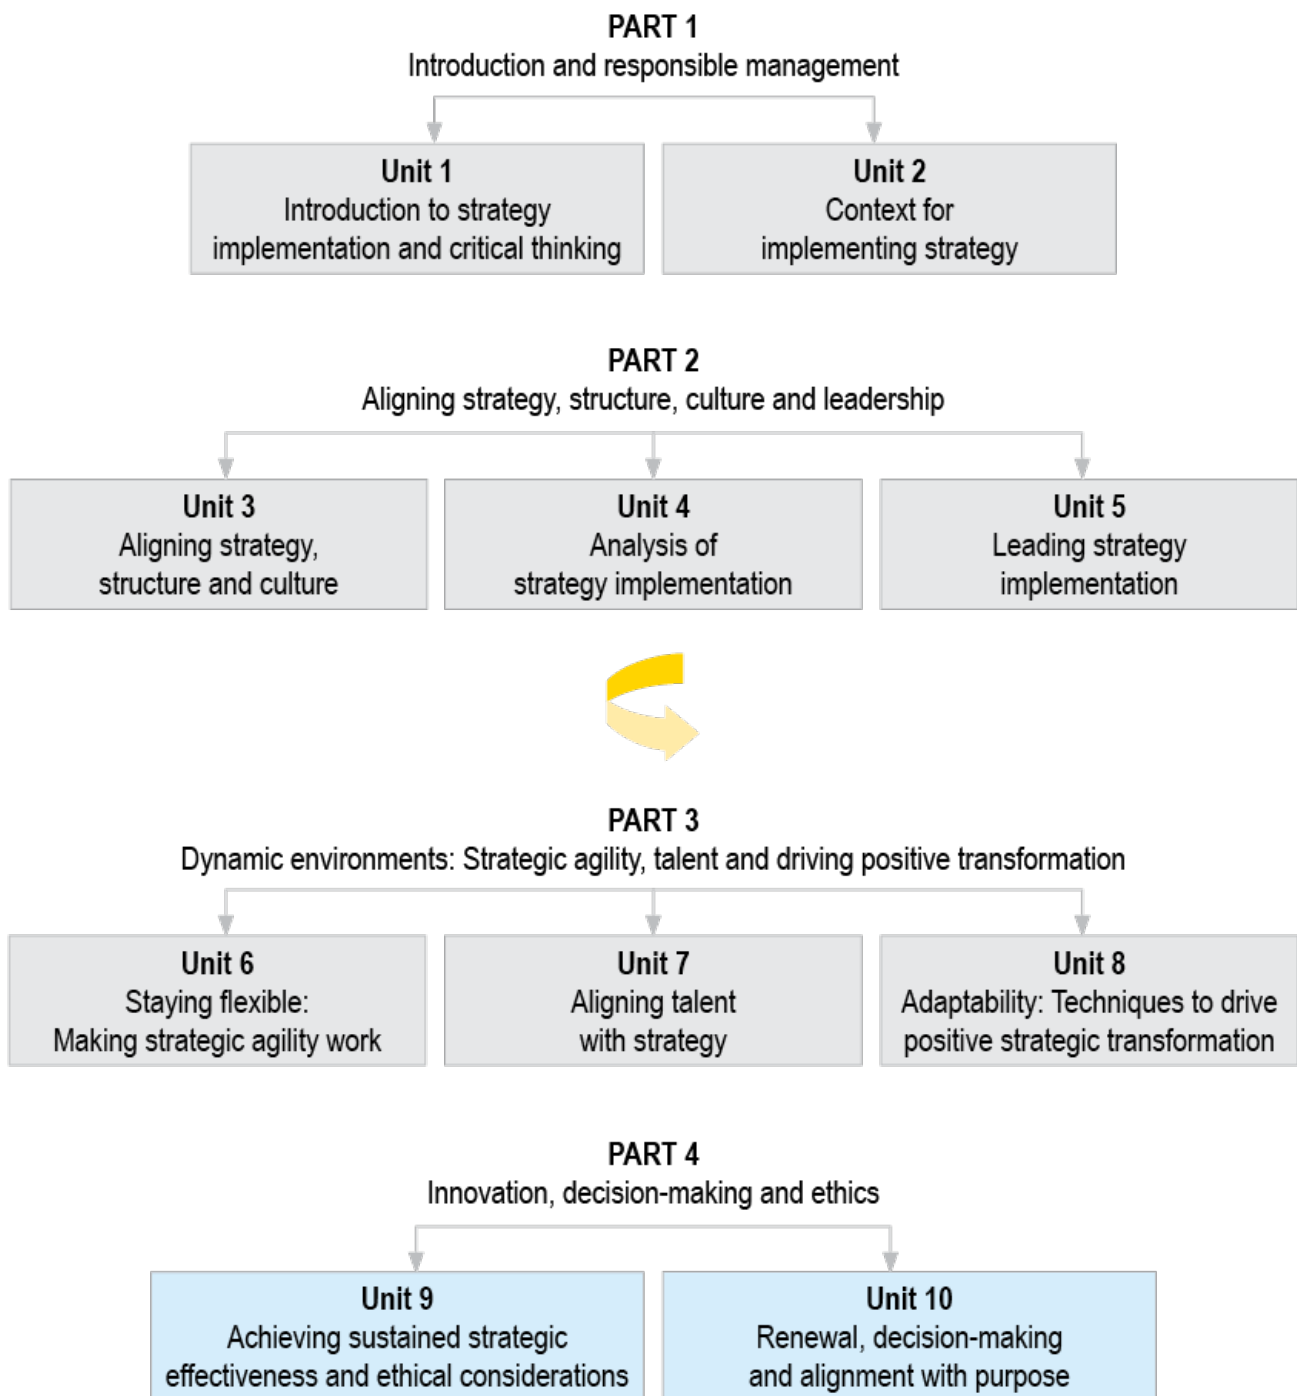 PART 1
Introduction and responsible management
Unit 1
Introduction to strategy
implementation and critical thinking
Unit 2
Context for
implementing strategy
PART 2
Aligning strategy, structure, culture and leadership
Unit 3
Aligning strategy,
structure and culture
Unit 4
Analysis of
strategy implementation
Unit 5
Leading strategy
implementation
PART 3
Dynamic environments: Strategic agility, talent and driving positive transformation
Unit 6
Staying flexible:
Making strategic agility work
Unit 7
Aligning talent
with strategy
Unit 8
Adaptability: Techniques to drive
positive strategic transformation
PART 4
Innovation, decision-making and ethics
Unit 9
Achieving sustained strategic
effectiveness and ethical considerations
Unit 10
Renewal, decision-making
and alignment with purpose